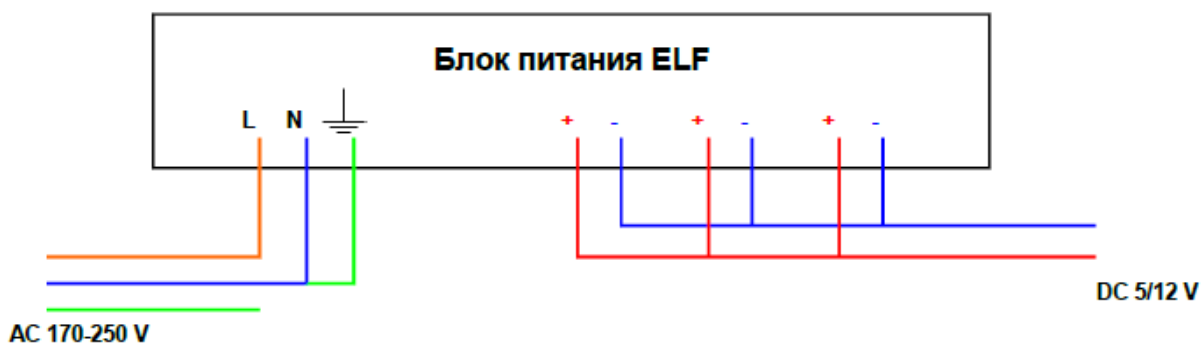 Блок питания ELF
L N + - + - + -
DC 5/12 V
AC 170-250 V